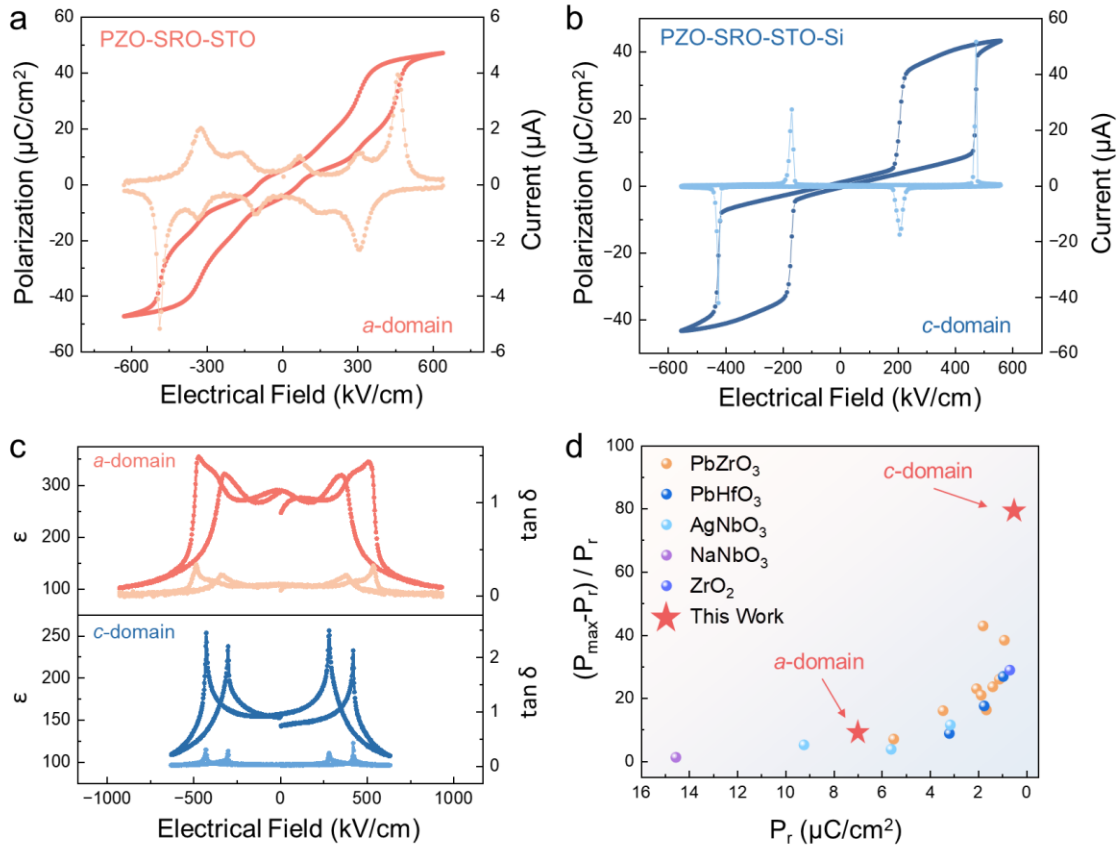 a
PZO-SRO-STO
60
40
20
0
−20
−40
−60
Polarization (μC/cm²)
6
4
2
0
−2
−4
−6
Current (μA)
a-domain
-600
-300
0
300
600
Electrical Field (kV/cm)
b
PZO-SRO-STO-Si
40
20
0
−20
−40
Polarization (μC/cm²)
60
40
20
0
−20
−40
−60
Current (μA)
c-domain
−600
−400
−200
0
200
400
600
Electrical Field (kV/cm)
c
a-domain
300
200
100
ε
1
0
tan δ
c-domain
250
200
150
100
ε
2
1
0
tan δ
−1000
−500
0
500
1000
Electrical Field (kV/cm)
d
100
80
60
40
20
0
(Pmax-Pr) / Pr
PbZrO₃
PbHfO₃
AgNbO₃
NaNbO₃
ZrO₂
This Work
c-domain
a-domain
16
14
12
10
8
6
4
2
0
Pr (μC/cm²)